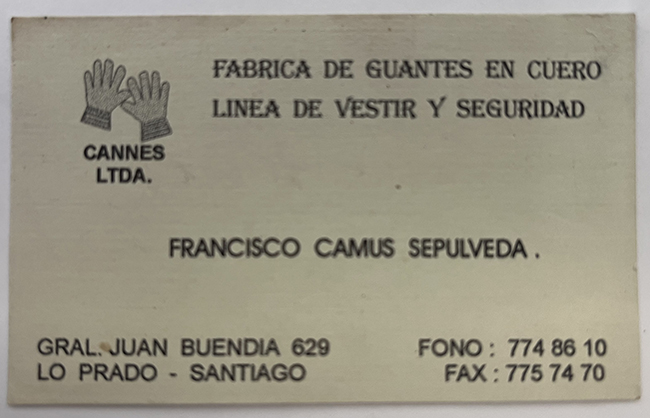 FABRICA DE GUANTES EN CUERO
LINEA DE VESTIR Y SEGURIDAD
CANNES
LTDA.
FRANCISCO CAMUS SEPULVEDA.
GRAL. JUAN BUENDIA 629
LO PRADO - SANTIAGO
FONO : 774 86 10
FAX : 775 74 70